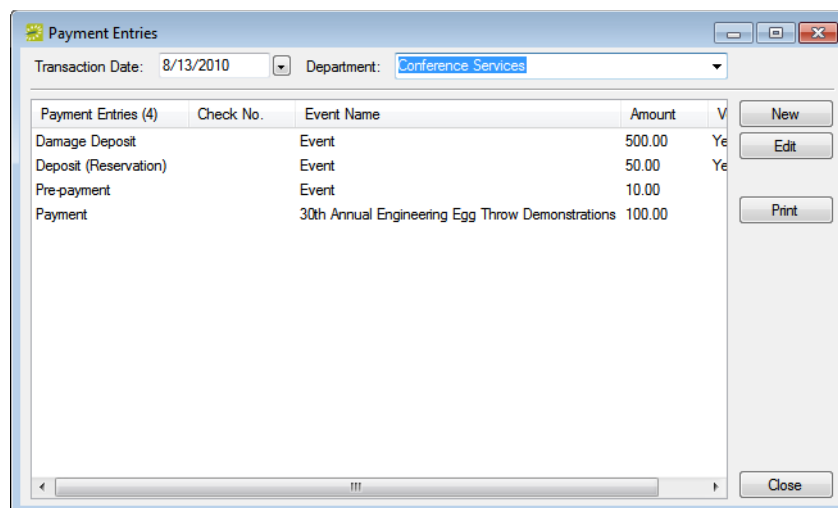 Payment Entries
Transaction Date: 8/13/2010 Department: Conference Services
Payment Entries (4) Check No. Event Name Amount V New
Damage Deposit Event 500.00 Ye
Edit
Deposit (Reservation) Event 50.00 Ye
Pre-payment Event 10.00
Payment 30th Annual Engineering Egg Throw Demonstrations 100.00 Print
Close